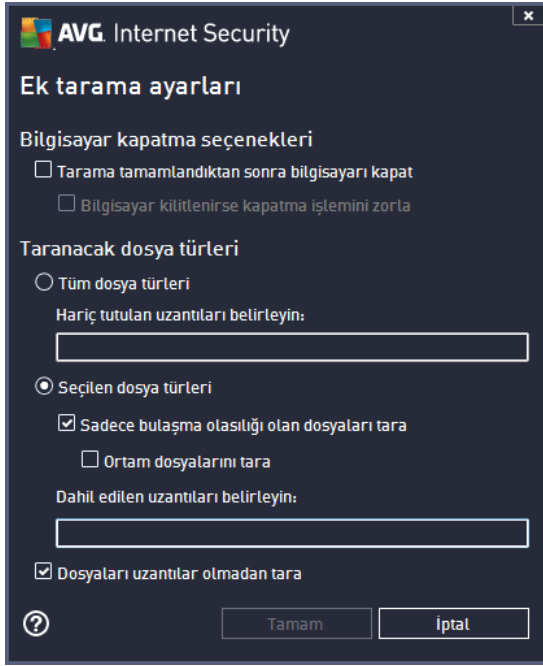 AVG. Internet Security
Ek tarama ayarları
Bilgisayar kapatma seçenekleri
Tarama tamamlandıktan sonra bilgisayarı kapat
Bilgisayar kilitlenirse kapatma işlemini zorla
Taranacak dosya türleri
Tüm dosya türleri
Hariç tutulan uzantıları belirleyin:
Seçilen dosya türleri
Sadece bulaşma olasılığı olan dosyaları tara
Ortam dosyalarını tara
Dahil edilen uzantıları belirleyin:
Dosyaları uzantılar olmadan tara
Tamam İptal